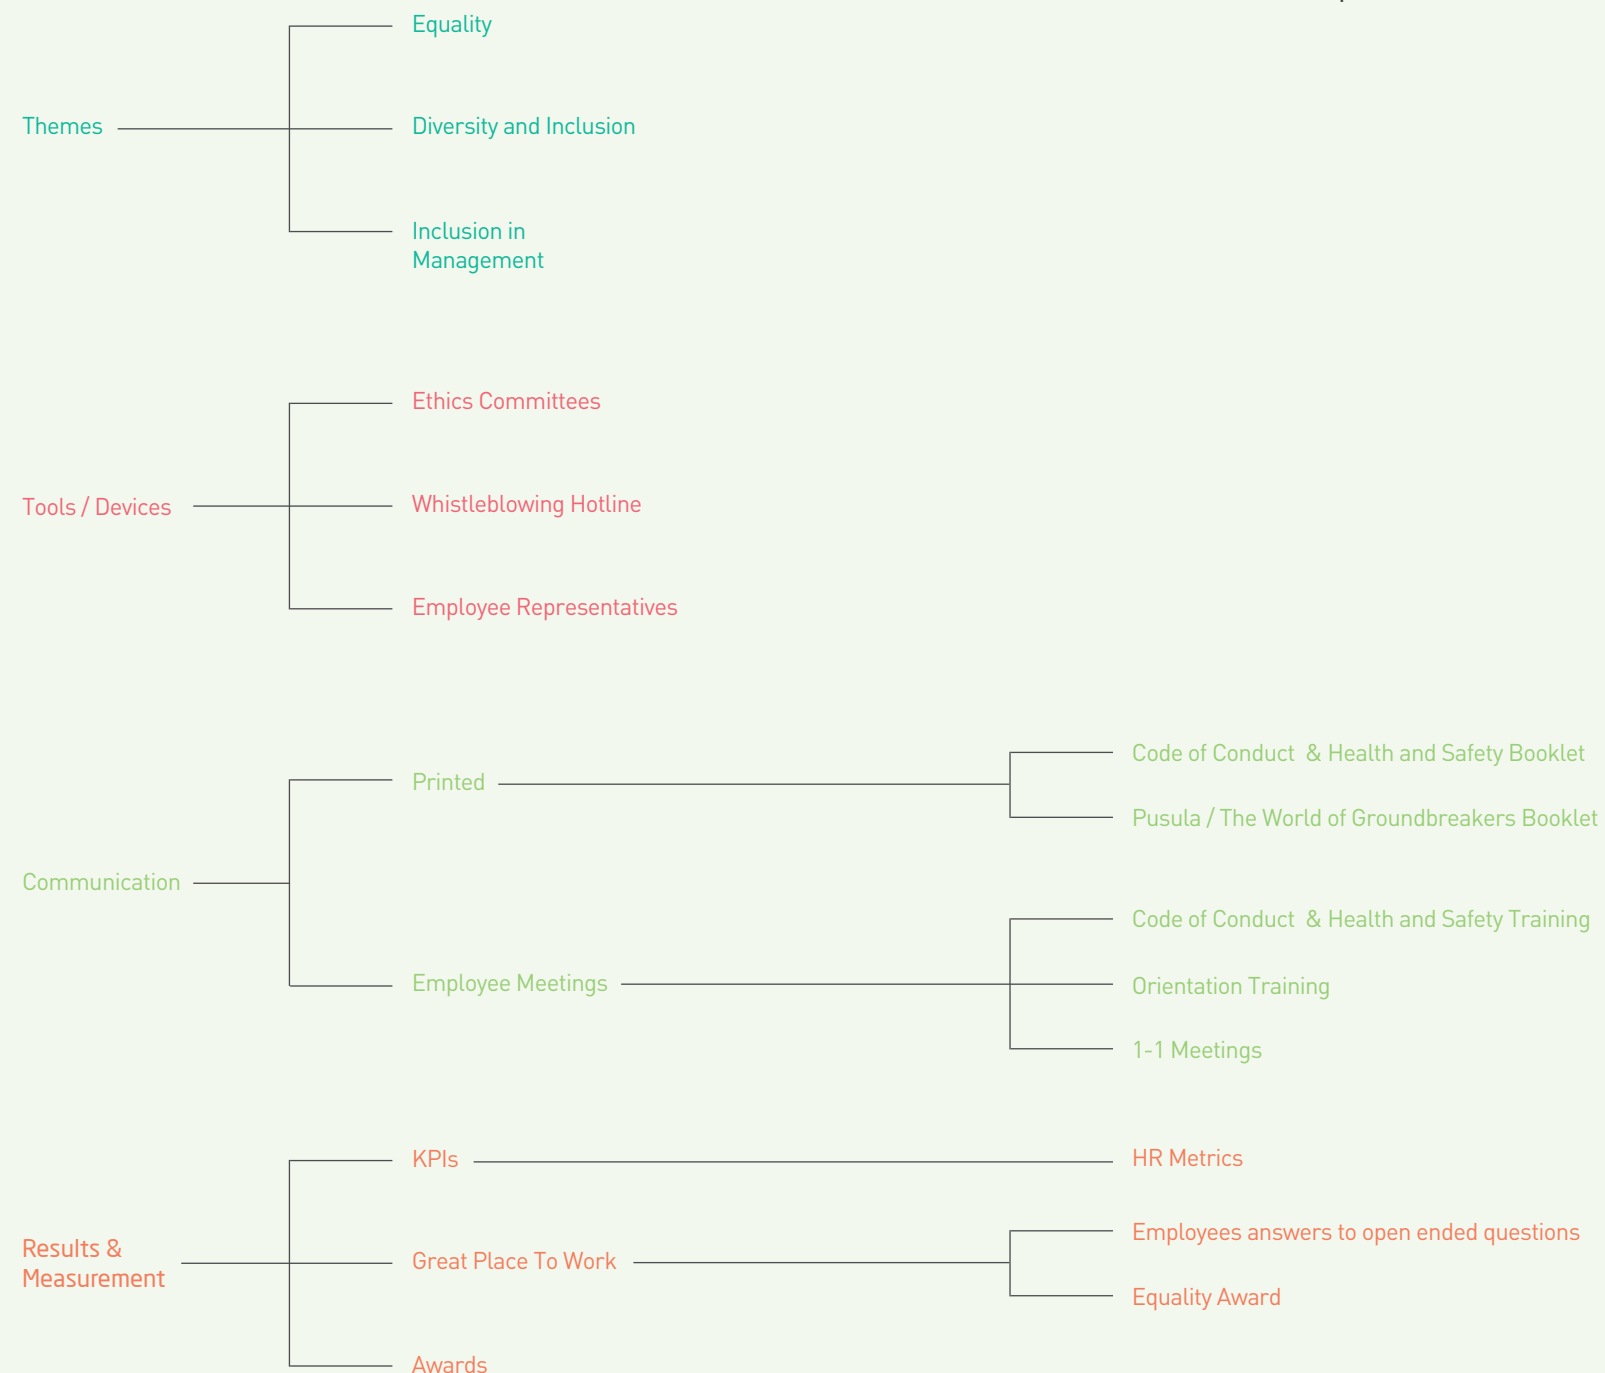 Equality
Themes
Diversity and Inclusion
Inclusion in
Management
Ethics Committees
Tools / Devices
Whistleblowing Hotline
Employee Representatives
Code of Conduct  & Health and Safety Booklet
Printed
Pusula / The World of Groundbreakers Booklet
Communication
Code of Conduct  & Health and Safety Training
Employee Meetings
Orientation Training
1-1 Meetings
KPIs
HR Metrics
Employees answers to open ended questions
Results &
Measurement
Great Place To Work
Equality Award
Awards